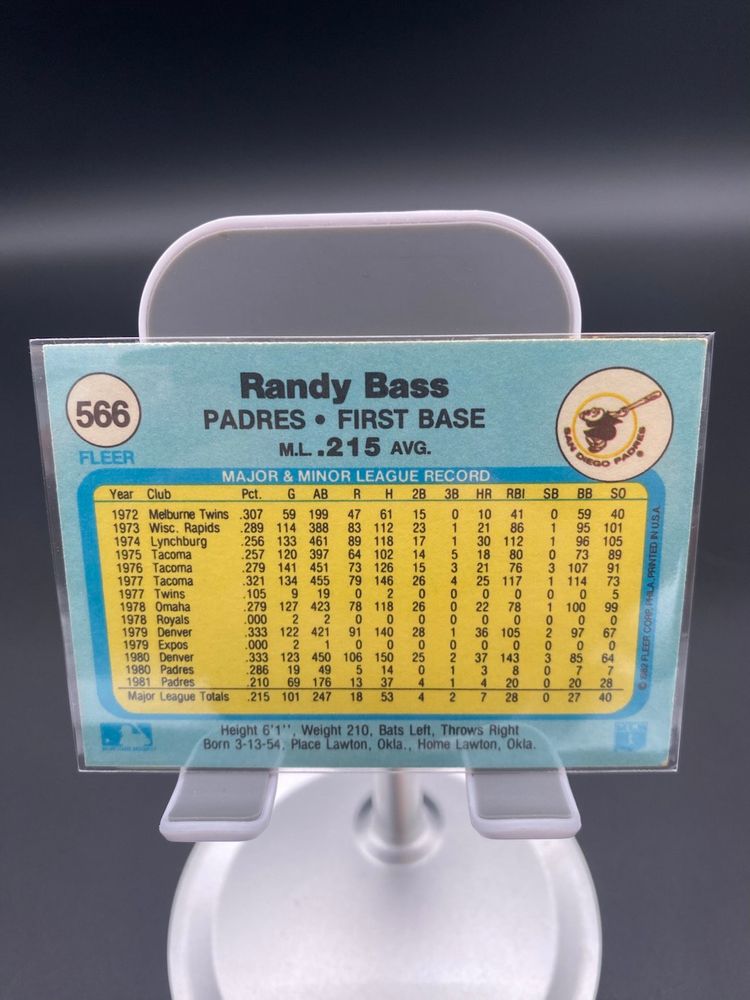 566
FLEER
Randy Bass
PADRES • FIRST BASE
M.L. .215 AVG.
SAN DIEGO PADRES
®
MAJOR & MINOR LEAGUE RECORD
Year Club Pct. G AB R H 2B 3B HR RBI SB BB SO
1972 Melburne Twins .307 59 199 47 61 15 0 10 41 0 59 40
1973 Wisc. Rapids .289 114 388 83 112 23 1 21 86 1 95 101
1974 Lynchburg .256 133 461 89 118 17 1 30 112 1 96 105
1975 Tacoma .257 120 397 64 102 14 5 18 80 0 73 89
1976 Tacoma .279 141 451 73 126 15 3 21 76 3 107 91
1977 Tacoma .321 134 455 79 146 26 4 25 117 1 114 73
1977 Twins .105 9 19 0 2 0 0 0 0 0 0 5
1978 Omaha .279 127 423 78 118 26 0 22 78 1 100 99
1978 Royals .000 2 2 0 0 0 0 0 0 0 0 0
1979 Denver .333 122 421 91 140 28 1 36 105 2 97 67
1979 Expos .000 2 1 0 0 0 0 0 0 0 0 0
1980 Denver .333 123 450 106 150 25 2 37 143 3 85 64
1980 Padres .286 19 49 5 14 0 1 3 8 0 7 7
1981 Padres .210 69 176 13 37 4 1 4 20 0 20 28
Major League Totals .215 101 247 18 53 4 2 7 28 0 27 40
© 1982 FLEER CORP. PHILA. PRINTED IN U.S.A.
Height 6'1'', Weight 210, Bats Left, Throws Right
Born 3-13-54, Place Lawton, Okla., Home Lawton, Okla.